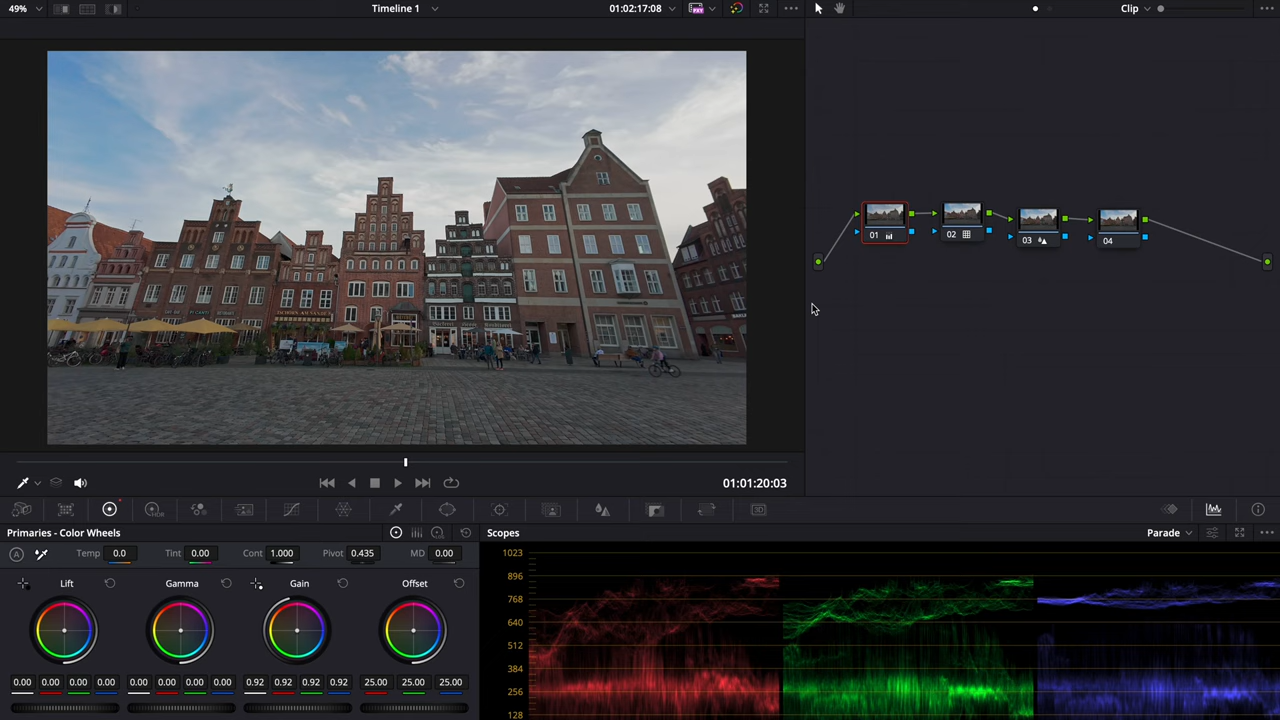 49%
Timeline 1
01:02:17:08
Clip
01
02
03
04
01:01:20:03
Primaries - Color Wheels
Temp 0.0 Tint 0.00 Cont 1.000 Pivot 0.435 MD 0.00
Lift
Gamma
Gain
Offset
0.00 0.00 0.00 0.00
0.00 0.00 0.00 0.00
0.92 0.92 0.92 0.92
25.00 25.00 25.00
Scopes
Parade
1023
896
768
640
512
384
256
128